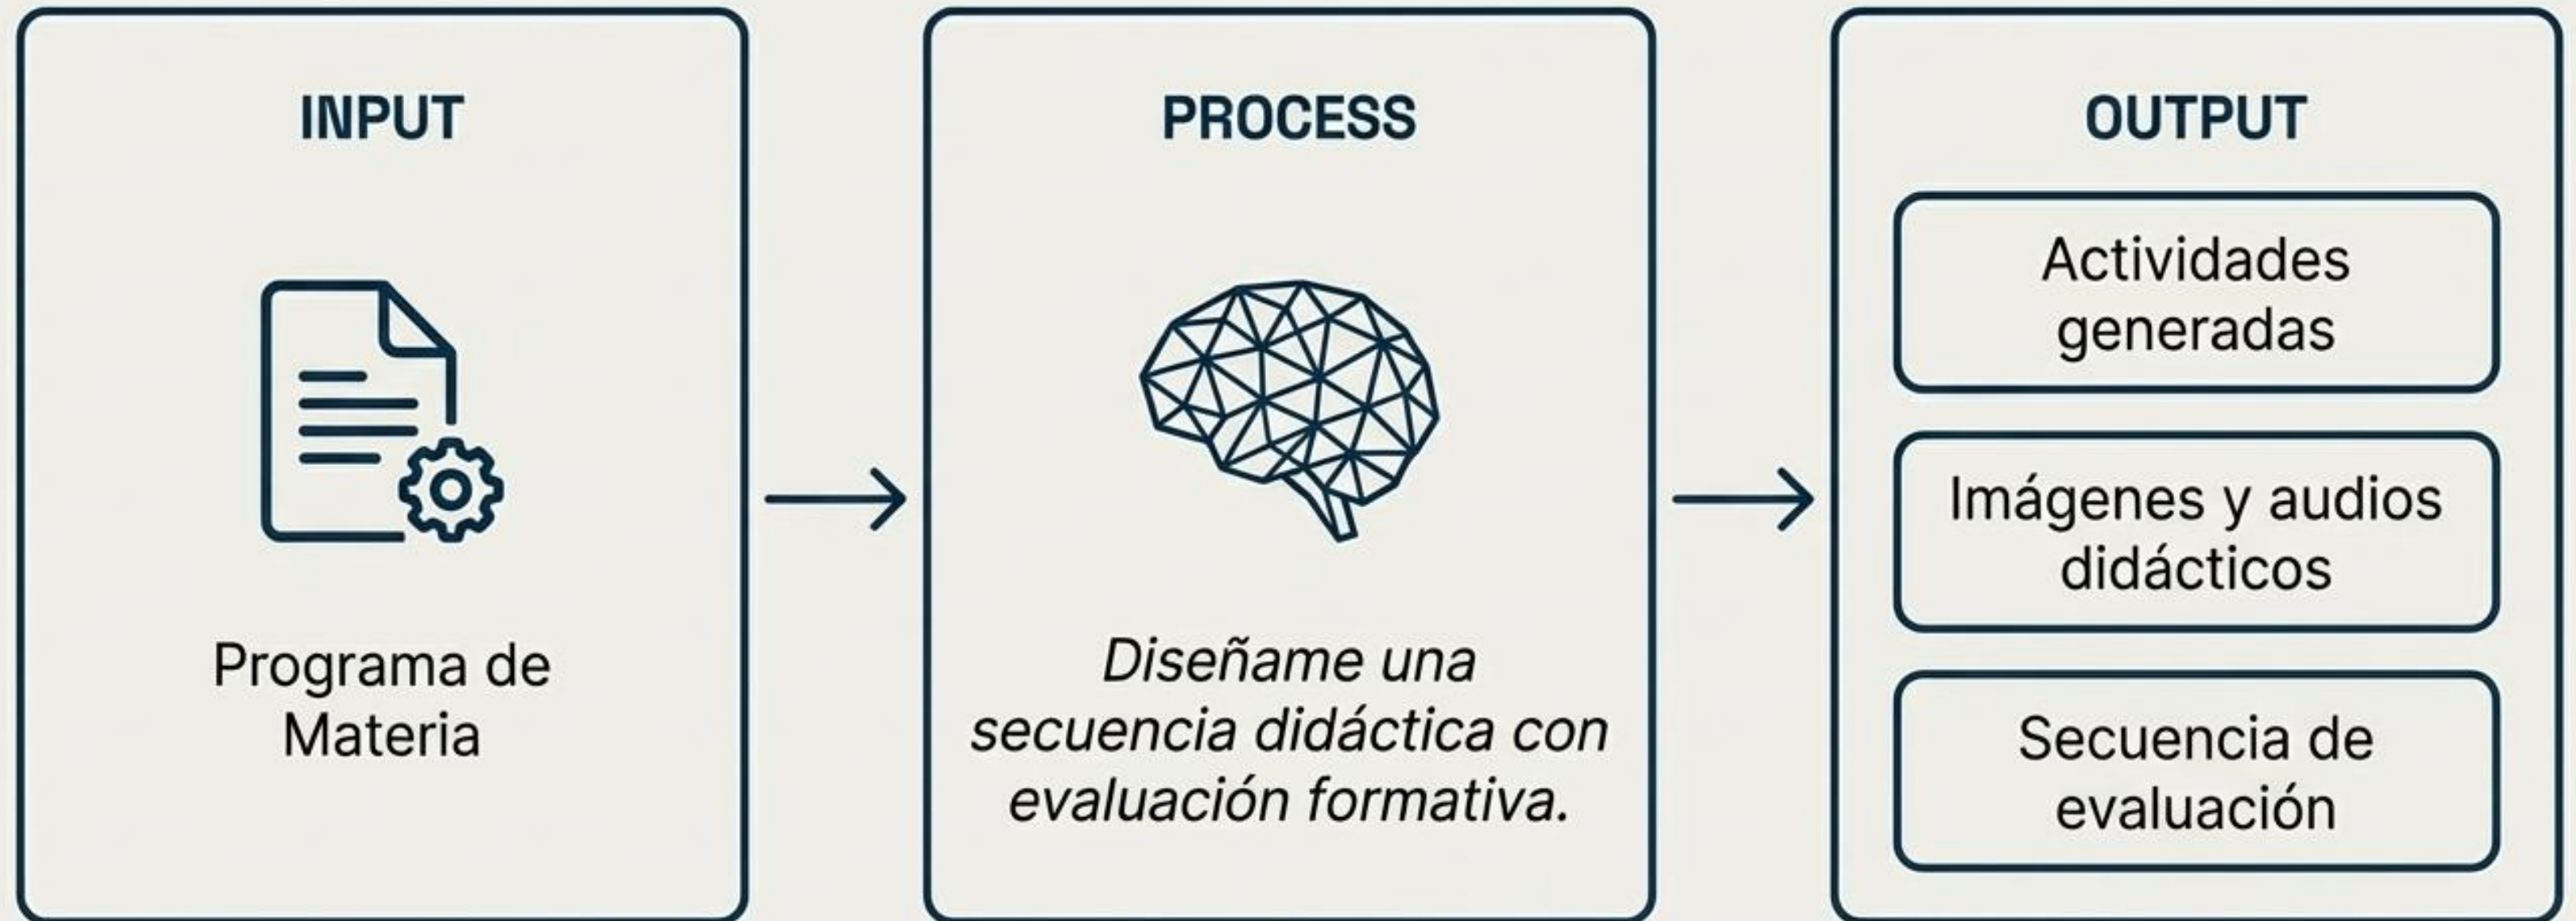 INPUT
Programa de
Materia
PROCESS
Diseñame una
secuencia didáctica con
evaluación formativa.
OUTPUT
Actividades
generadas
Imágenes y audios
didácticos
Secuencia de
evaluación